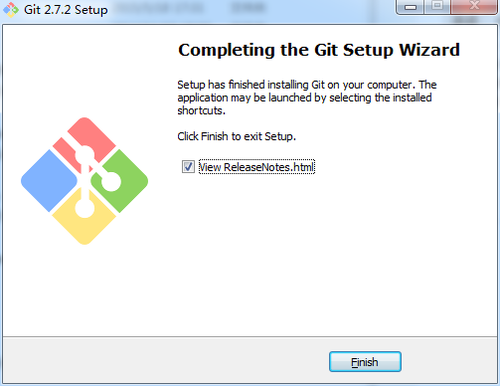 Git 2.7.2 Setup
Completing the Git Setup Wizard
Setup has finished installing Git on your computer. The
application may be launched by selecting the installed
shortcuts.
Click Finish to exit Setup.
View ReleaseNotes.html
Finish